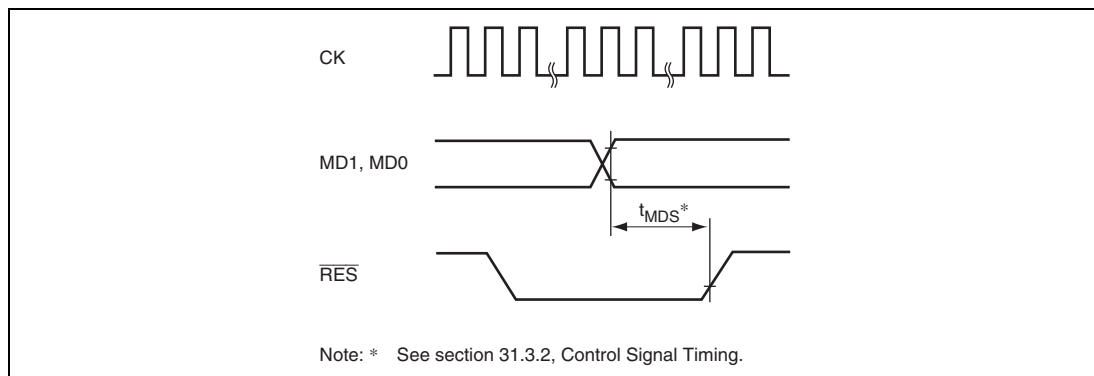 CK
MD1, MD0
tMDS*
RES
Note: * See section 31.3.2, Control Signal Timing.